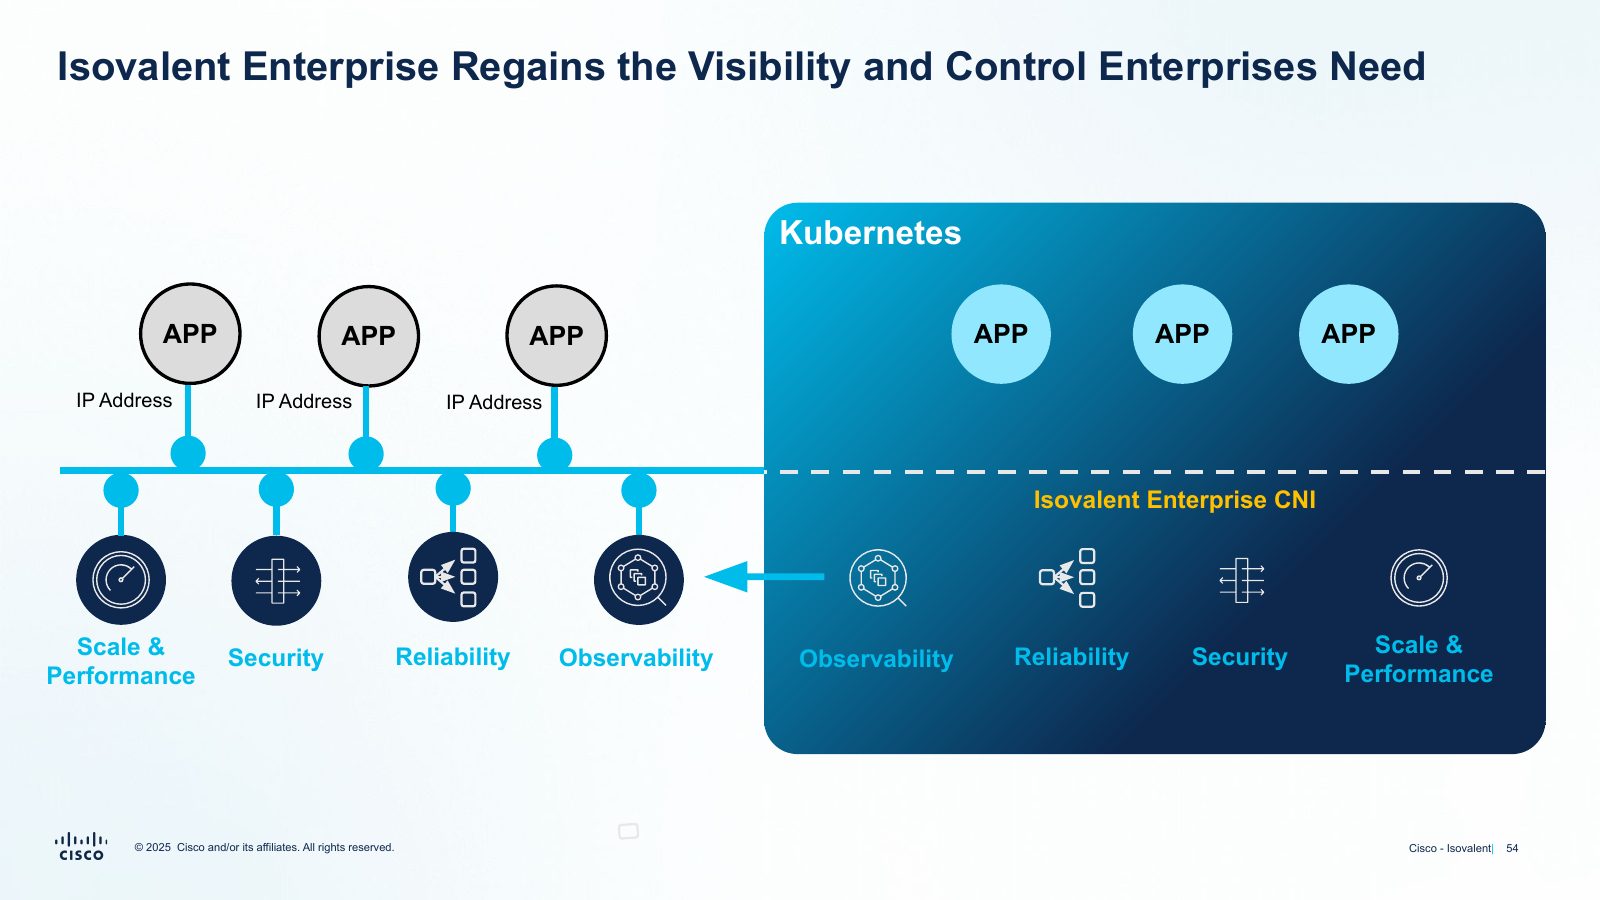 Isovalent Enterprise Regains the Visibility and Control Enterprises Need
Kubernetes
APP
APP
APP
APP
APP
APP
IP Address
IP Address
IP Address
Isovalent Enterprise CNI
Scale &
Performance
Security
Reliability
Observability
Observability
Reliability
Security
Scale &
Performance
CISCO
© 2025 Cisco and/or its affiliates. All rights reserved.
Cisco - Isovalent| 54